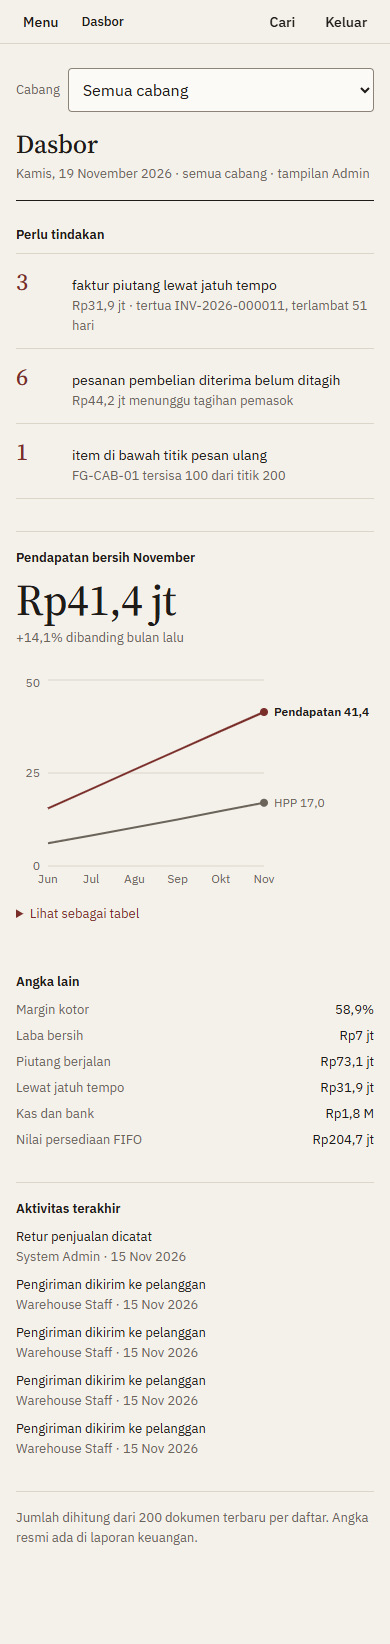 Menu Dasbor Cari Keluar
Cabang Semua cabang
Dasbor
Kamis, 19 November 2026 · semua cabang · tampilan Admin
Perlu tindakan
3 faktur piutang lewat jatuh tempo
Rp31,9 jt · tertua INV-2026-000011, terlambat 51
hari
6 pesanan pembelian diterima belum ditagih
Rp44,2 jt menunggu tagihan pemasok
1 item di bawah titik pesan ulang
FG-CAB-01 tersisa 100 dari titik 200
Pendapatan bersih November
Rp41,4 jt
+14,1% dibanding bulan lalu
50
Pendapatan 41,4
25
HPP 17,0
0
Jun Jul Agu Sep Okt Nov
Lihat sebagai tabel
Angka lain
Margin kotor 58,9%
Laba bersih Rp7 jt
Piutang berjalan Rp73,1 jt
Lewat jatuh tempo Rp31,9 jt
Kas dan bank Rp1,8 M
Nilai persediaan FIFO Rp204,7 jt
Aktivitas terakhir
Retur penjualan dicatat
System Admin · 15 Nov 2026
Pengiriman dikirim ke pelanggan
Warehouse Staff · 15 Nov 2026
Pengiriman dikirim ke pelanggan
Warehouse Staff · 15 Nov 2026
Pengiriman dikirim ke pelanggan
Warehouse Staff · 15 Nov 2026
Pengiriman dikirim ke pelanggan
Warehouse Staff · 15 Nov 2026
Jumlah dihitung dari 200 dokumen terbaru per daftar. Angka
resmi ada di laporan keuangan.